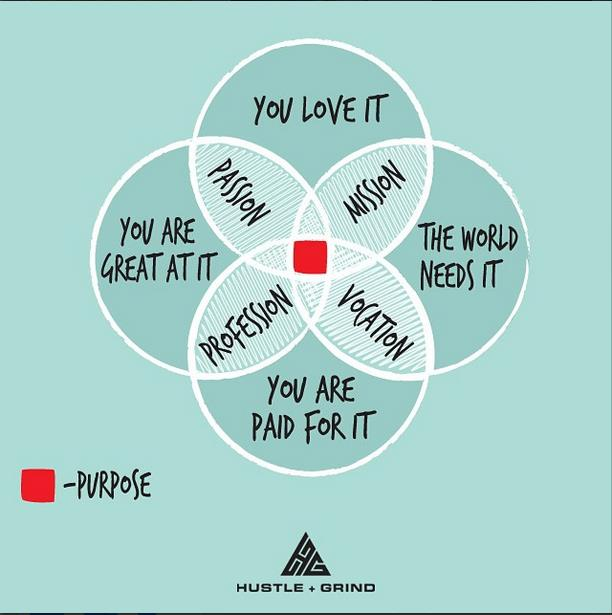 YOU LOVE IT
PASSION
MISSION
YOU ARE
GREAT AT IT
THE WORLD
NEEDS IT
PROFESSION
VOCATION
YOU ARE
PAID FOR IT
-PURPOSE
HUSTLE + GRIND